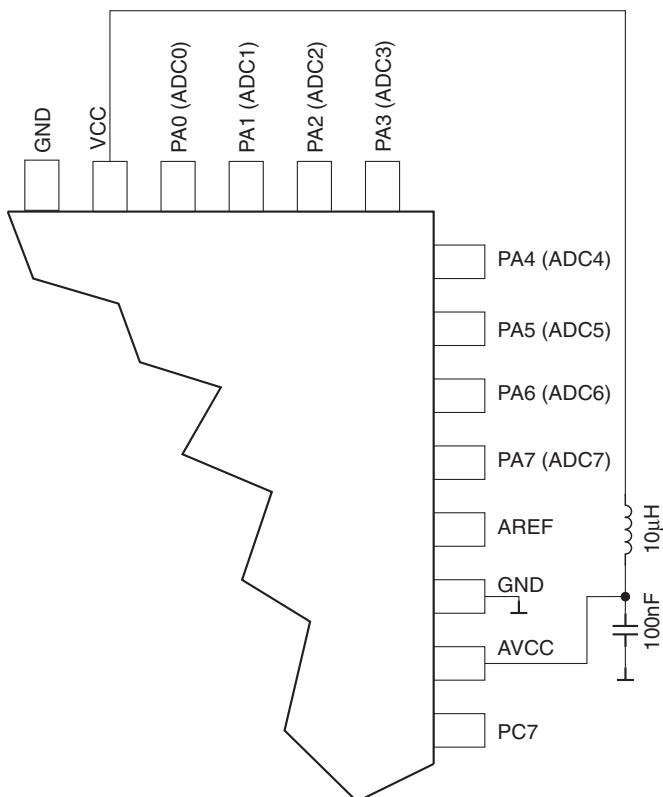 GND
VCC
PA0 (ADC0)
PA1 (ADC1)
PA2 (ADC2)
PA3 (ADC3)
PA4 (ADC4)
PA5 (ADC5)
PA6 (ADC6)
PA7 (ADC7)
AREF
GND
AVCC
PC7
10µH
100nF